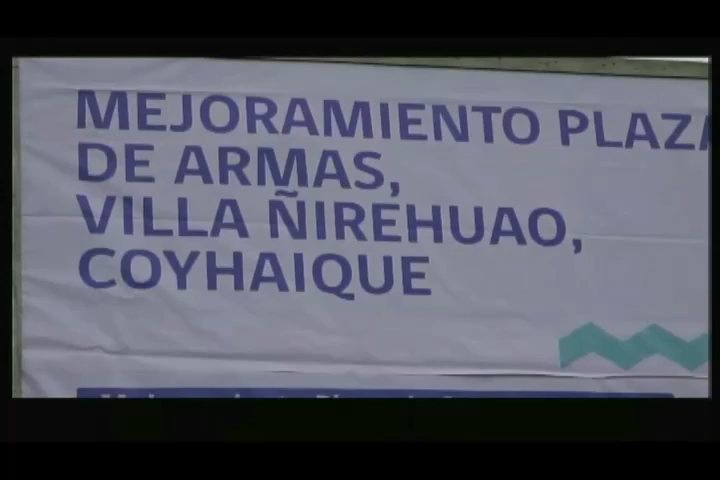 MEJORAMIENTO PLAZA
DE ARMAS,
VILLA ÑIREHUAO,
COYHAIQUE